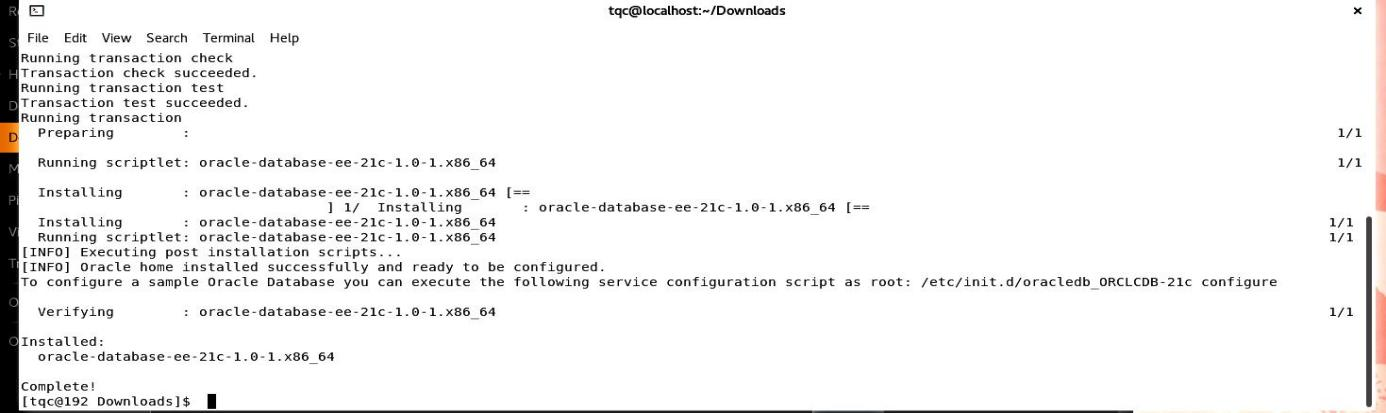 tqc@localhost:~/Downloads
File Edit View Search Terminal Help
Running transaction check
Transaction check succeeded.
Running transaction test
Transaction test succeeded.
Running transaction
Preparing : 1/1
Running scriptlet: oracle-database-ee-21c-1.0-1.x86_64 1/1
Installing : oracle-database-ee-21c-1.0-1.x86_64 [==
] 1/ Installing : oracle-database-ee-21c-1.0-1.x86_64 [==
Installing : oracle-database-ee-21c-1.0-1.x86_64 1/1
Running scriptlet: oracle-database-ee-21c-1.0-1.x86_64 1/1
[INFO] Executing post installation scripts...
[INFO] Oracle home installed successfully and ready to be configured.
To configure a sample Oracle Database you can execute the following service configuration script as root: /etc/init.d/oracledb_ORCLCDB-21c configure
Verifying : oracle-database-ee-21c-1.0-1.x86_64 1/1
Installed:
oracle-database-ee-21c-1.0-1.x86_64
Complete!
[tqc@192 Downloads]$